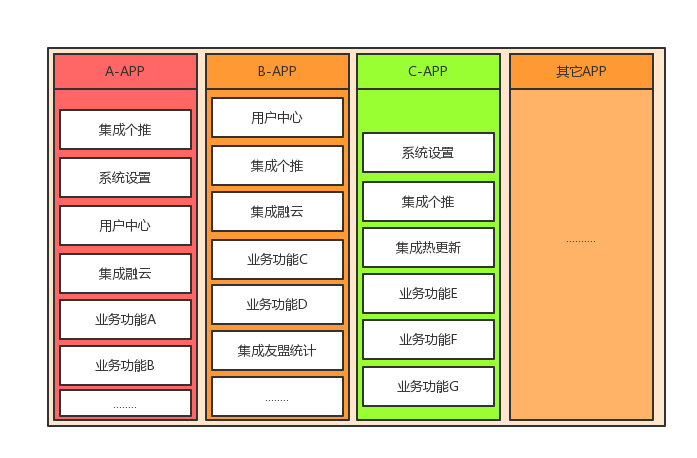 A-APP
集成个推
系统设置
用户中心
集成融云
业务功能A
业务功能B
........
B-APP
用户中心
集成个推
集成融云
业务功能C
业务功能D
集成友盟统计
........
C-APP
系统设置
集成个推
集成热更新
业务功能E
业务功能F
业务功能G
其它APP
..........